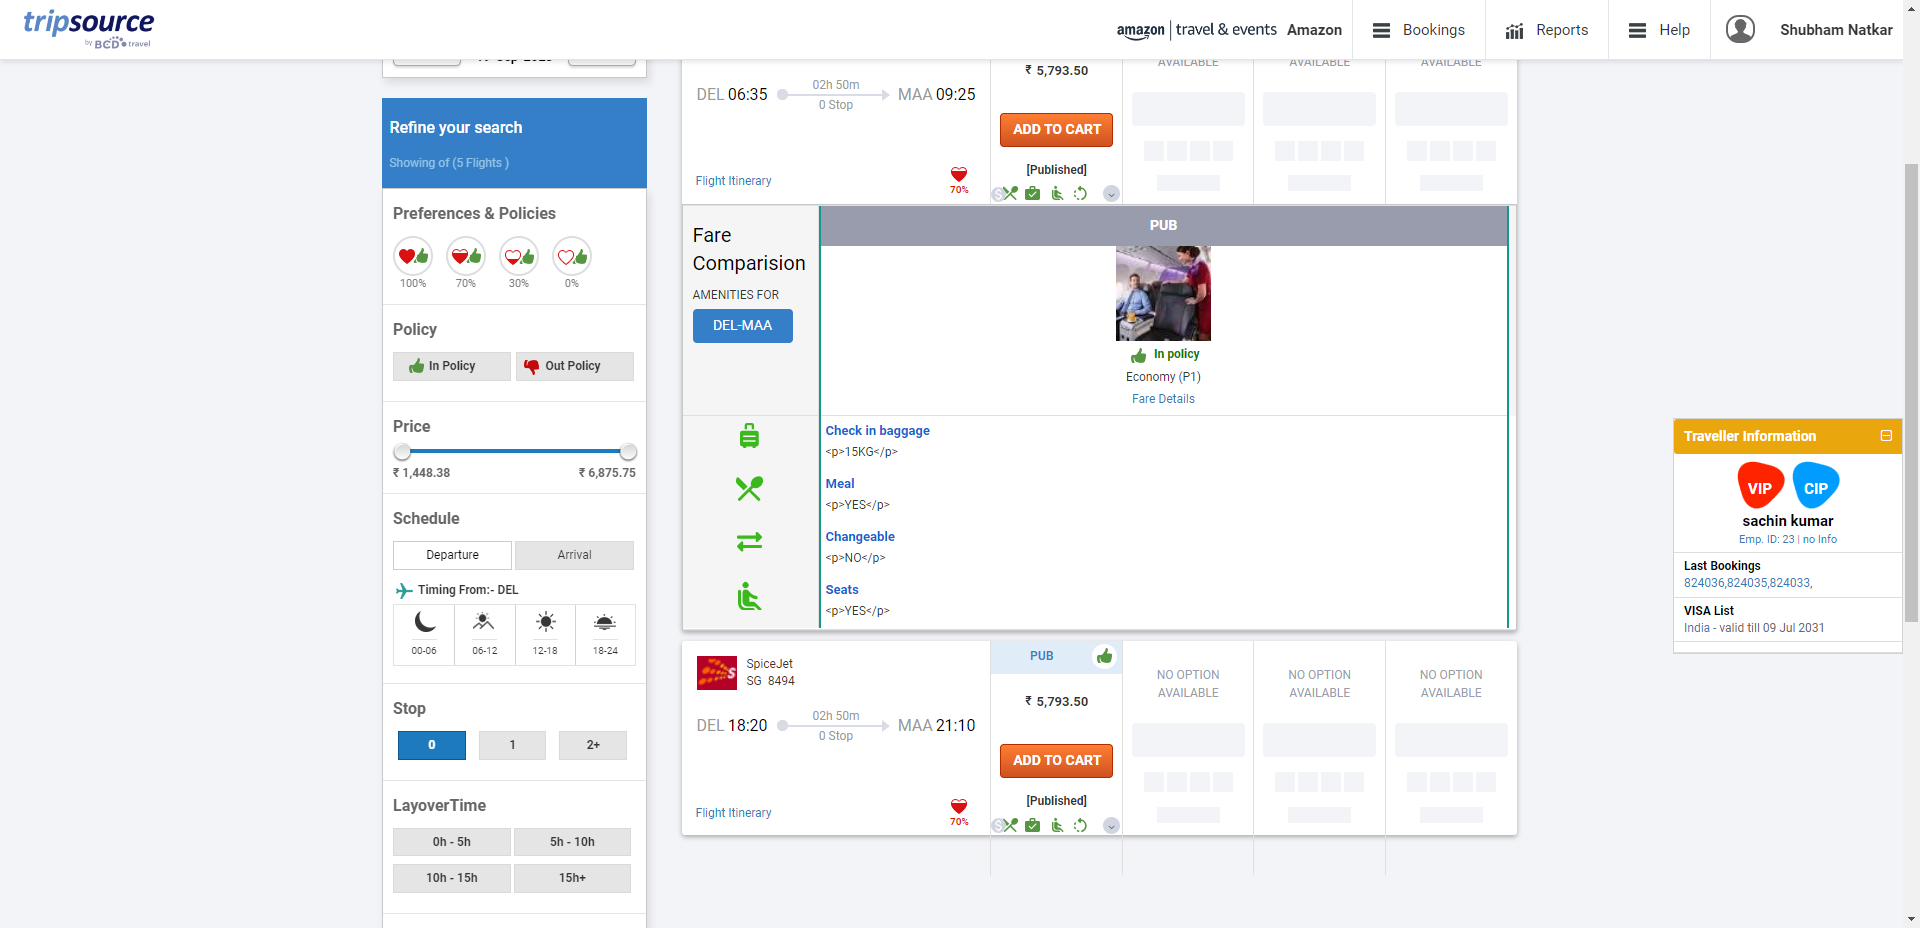 tripsource
by BCD travel
amazon | travel & events Amazon
Bookings
Reports
Help
Shubham Natkar
Refine your search
Showing of (5 Flights )
Preferences & Policies
100%
70%
30%
0%
Policy
In Policy
Out Policy
Price
₹ 1,448.38
₹ 6,875.75
Schedule
Departure
Arrival
Timing From:- DEL
00-06
06-12
12-18
18-24
Stop
0
1
2+
LayoverTime
0h - 5h
5h - 10h
10h - 15h
15h+
₹ 5,793.50
AVAILABLE
AVAILABLE
AVAILABLE
DEL 06:35
02h 50m
0 Stop
MAA 09:25
ADD TO CART
[Published]
Flight Itinerary
70%
Fare
Comparision
AMENITIES FOR
DEL-MAA
PUB
In policy
Economy (P1)
Fare Details
Check in baggage
<p>15KG</p>
Meal
<p>YES</p>
Changeable
<p>NO</p>
Seats
<p>YES</p>
SpiceJet
SG 8494
PUB
NO OPTION
AVAILABLE
NO OPTION
AVAILABLE
NO OPTION
AVAILABLE
₹ 5,793.50
DEL 18:20
02h 50m
0 Stop
MAA 21:10
ADD TO CART
[Published]
Flight Itinerary
70%
Traveller Information
VIP
CIP
sachin kumar
Emp. ID: 23 | no Info
Last Bookings
824036,824035,824033,
VISA List
India - valid till 09 Jul 2031